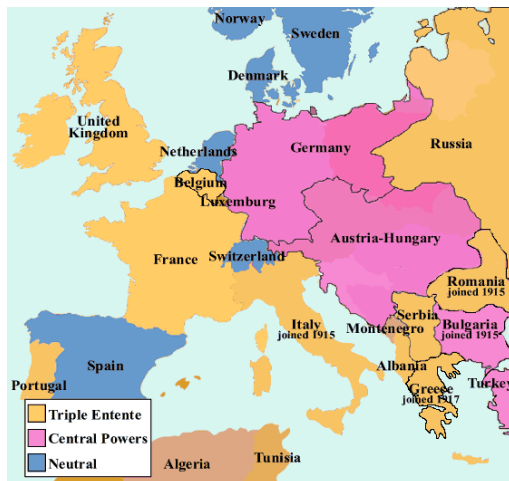 Norway
Sweden
Denmark
United
Kingdom
Netherlands
Germany
Russia
Belgium
Luxemburg
Austria-Hungary
France
Switzerland
Romania
joined 1915
Italy
joined 1915
Serbia
Montenegro
Bulgaria
joined 1915
Spain
Albania
Portugal
Greece
joined 1917
Turkey
Triple Entente
Central Powers
Neutral
Algeria
Tunisia